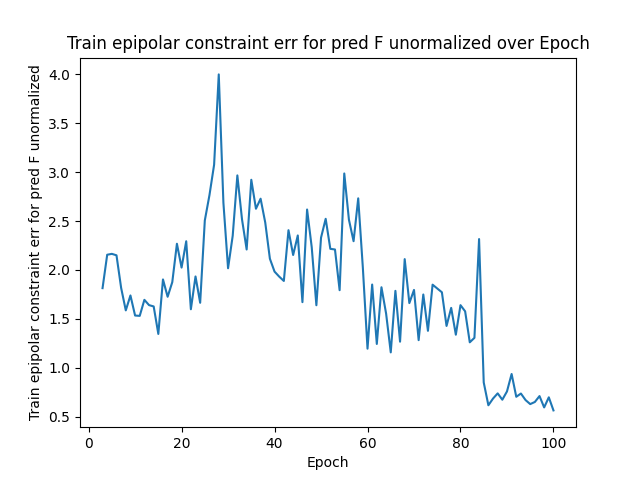 Train epipolar constraint err for pred F unormalized over Epoch
Train epipolar constraint err for pred F unormalized
4.0
3.5
3.0
2.5
2.0
1.5
1.0
0.5
0 20 40 60 80 100
Epoch